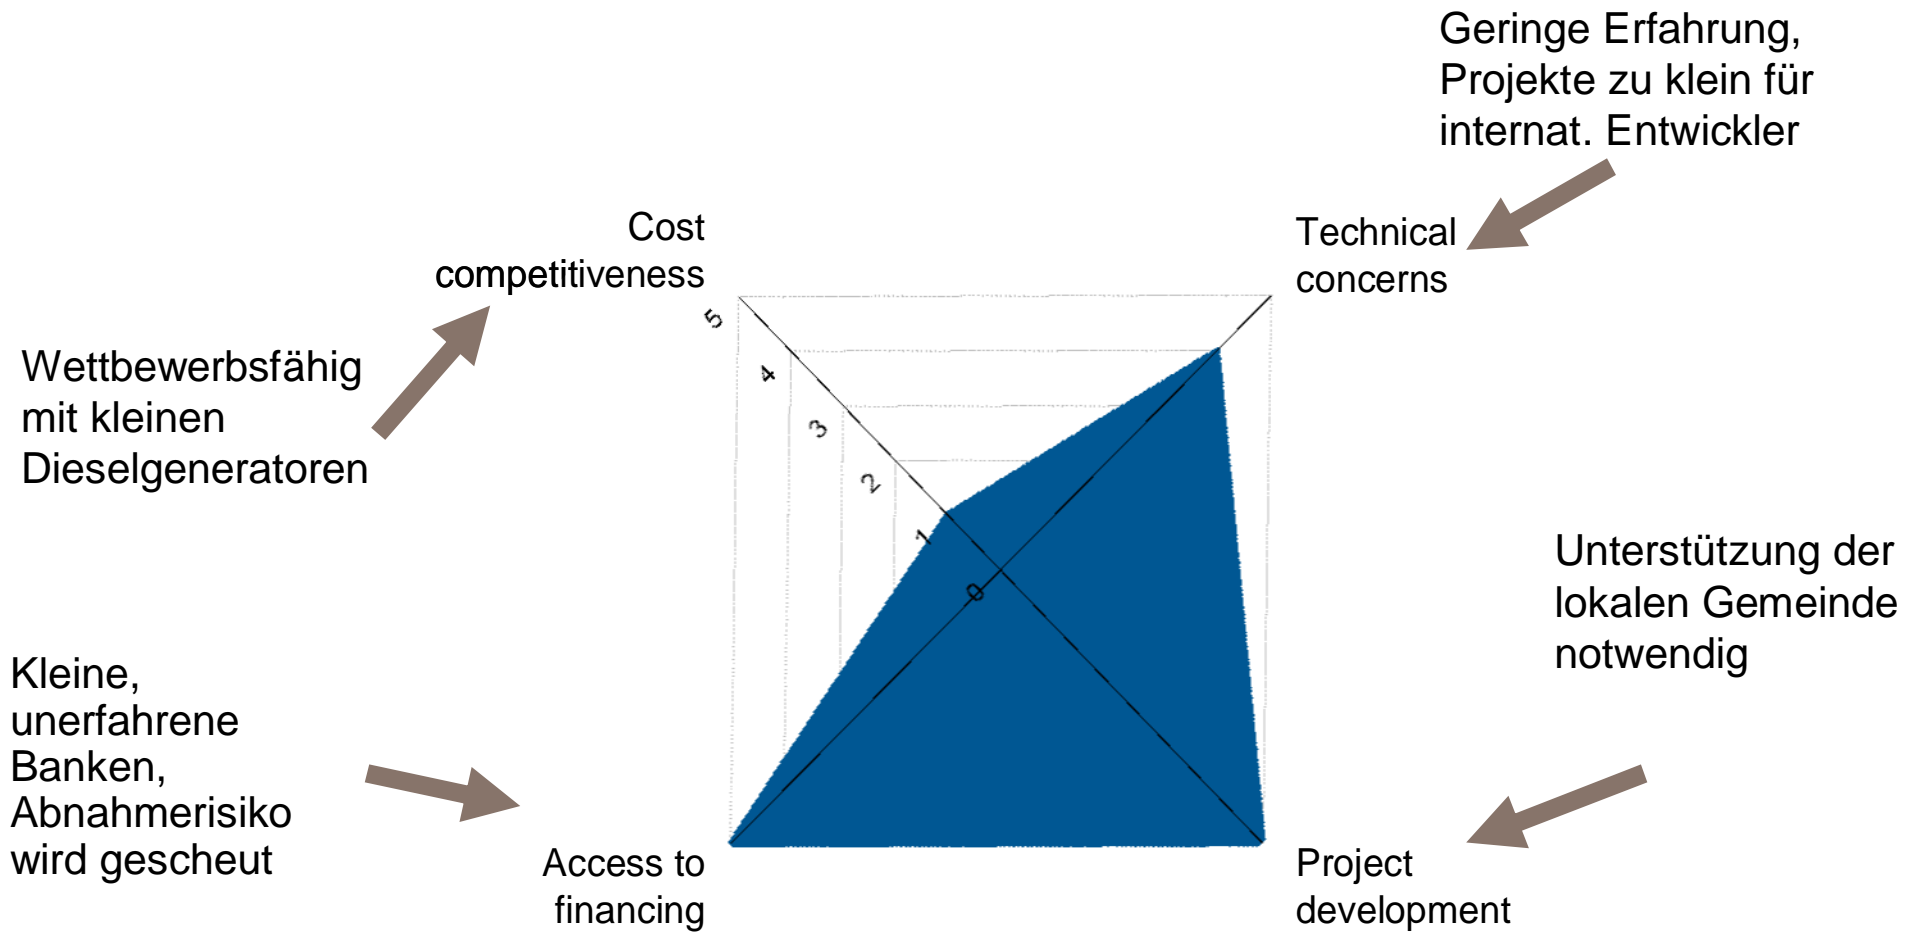 Geringe Erfahrung,
Projekte zu klein für
internat. Entwickler
Cost
competitiveness
Technical
concerns
5
4
3
2
1
0
Wettbewerbsfähig
mit kleinen
Dieselgeneratoren
Unterstützung der
lokalen Gemeinde
notwendig
Kleine,
unerfahrene
Banken,
Abnahmerisiko
wird gescheut
Access to
financing
Project
development